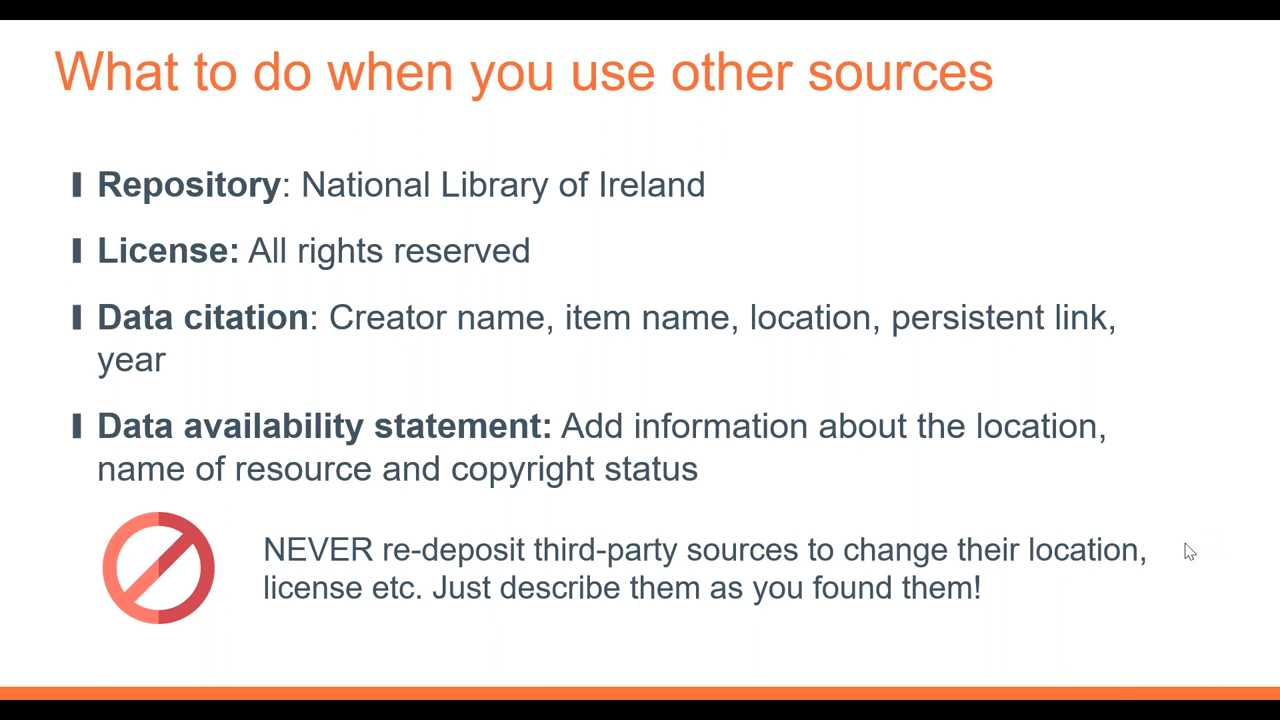 What to do when you use other sources
Repository: National Library of Ireland
License: All rights reserved
Data citation: Creator name, item name, location, persistent link,
year
Data availability statement: Add information about the location,
name of resource and copyright status
NEVER re-deposit third-party sources to change their location,
license etc. Just describe them as you found them!